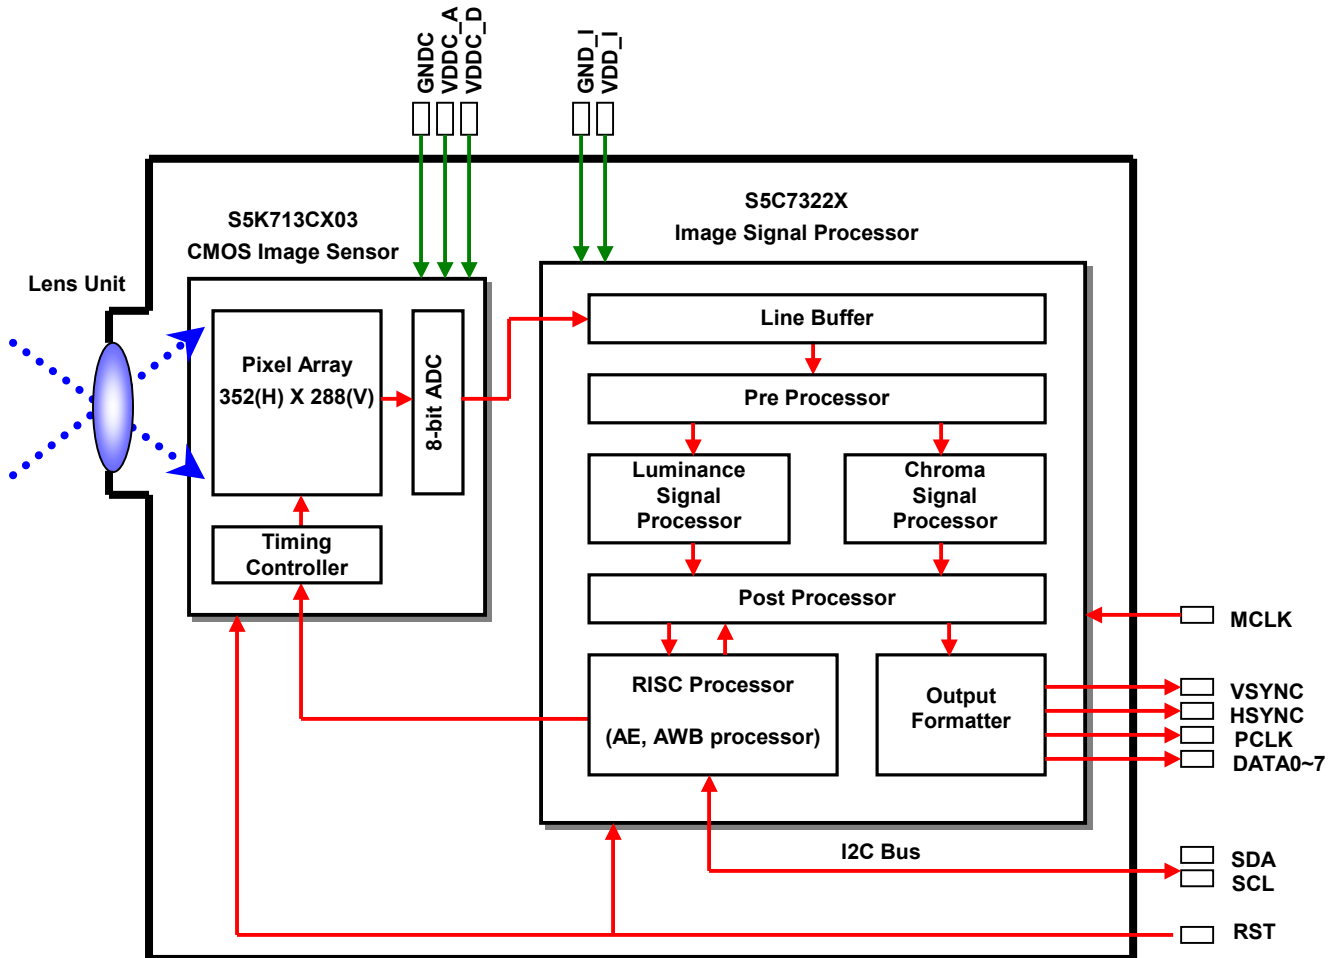 GNDC
VDDC_A
VDDC_D
GND_I
VDD_I
S5K713CX03
CMOS Image Sensor
S5C7322X
Image Signal Processor
Lens Unit
Pixel Array
352(H) X 288(V)
8-bit ADC
Timing
Controller
Line Buffer
Pre Processor
Luminance
Signal
Processor
Chroma
Signal
Processor
Post Processor
RISC Processor
(AE, AWB processor)
Output
Formatter
MCLK
VSYNC
HSYNC
PCLK
DATA0~7
I2C Bus
SDA
SCL
RST